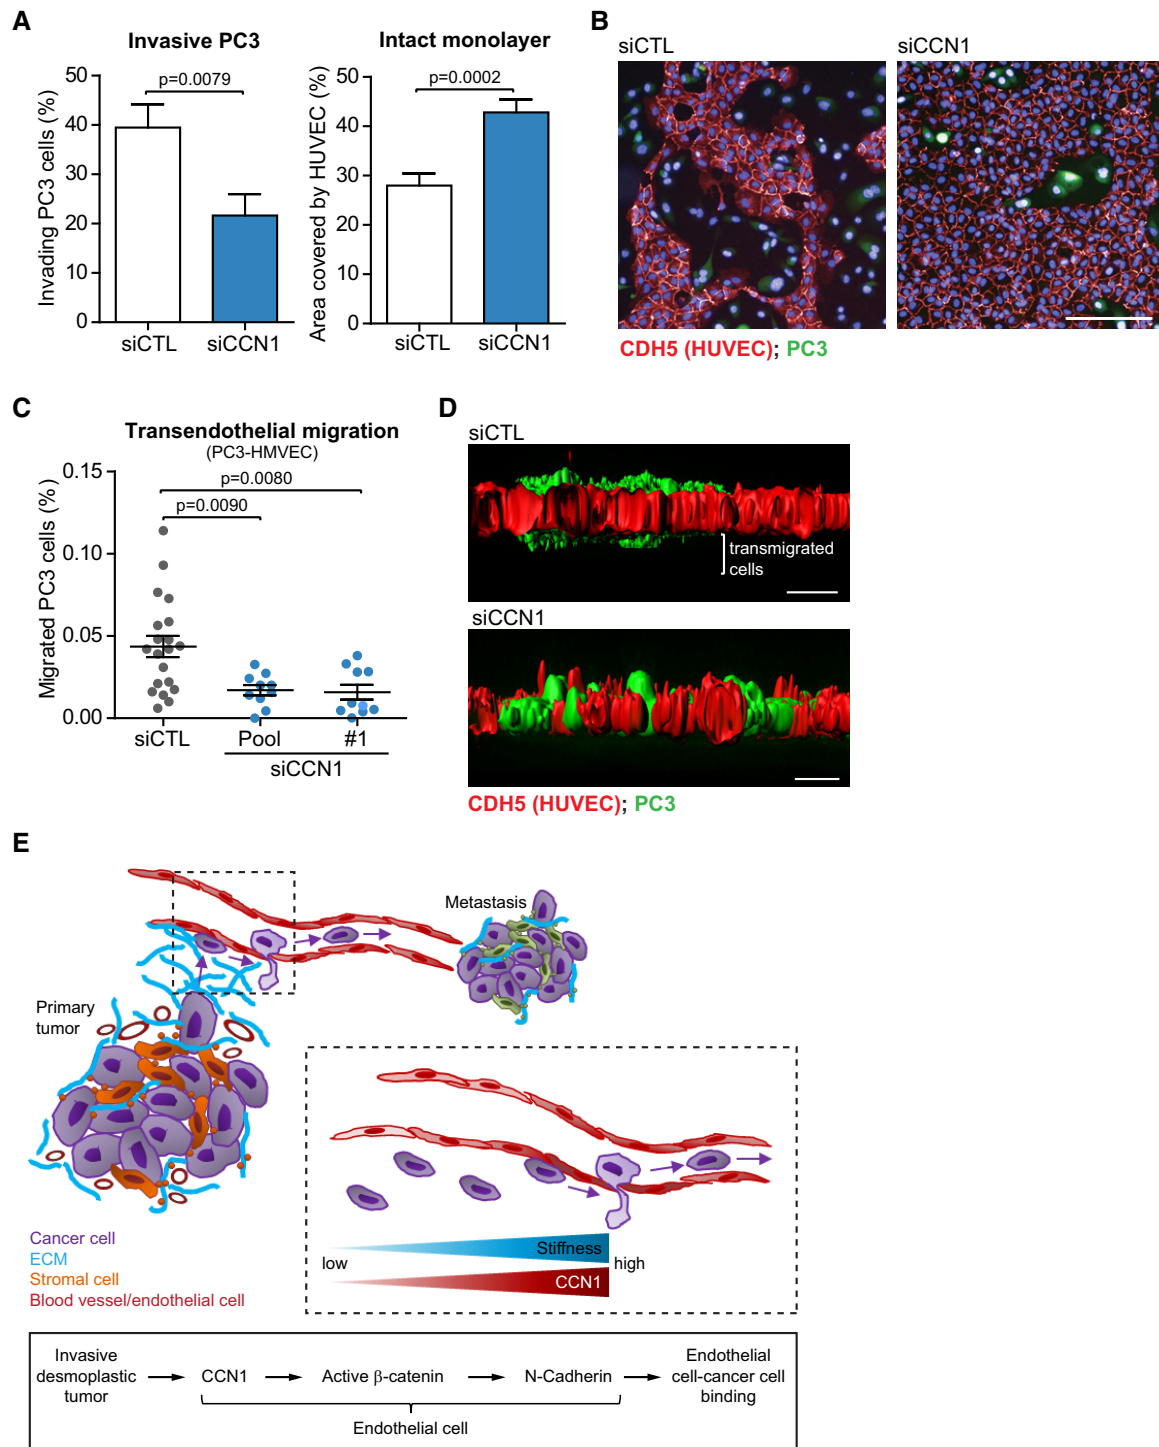 A
Invasive PC3
p=0.0079
Invading PC3 cells (%)
50
40
30
20
10
0
siCTL
siCCN1
Intact monolayer
p=0.0002
Area covered by HUVEC (%)
50
40
30
20
10
0
siCTL
siCCN1
B
siCTL
siCCN1
CDH5 (HUVEC); PC3
C
Transendothelial migration
(PC3-HMVEC)
p=0.0080
p=0.0090
Migrated PC3 cells (%)
0.15
0.10
0.05
0.00
siCTL
Pool
#1
siCCN1
D
siCTL
transmigrated
cells
siCCN1
CDH5 (HUVEC); PC3
E
Metastasis
Primary
tumor
Cancer cell
ECM
Stromal cell
Blood vessel/endothelial cell
Stiffness
low
high
CCN1
Invasive
desmoplastic
tumor
CCN1
Active β-catenin
N-Cadherin
Endothelial
cell-cancer cell
binding
Endothelial cell